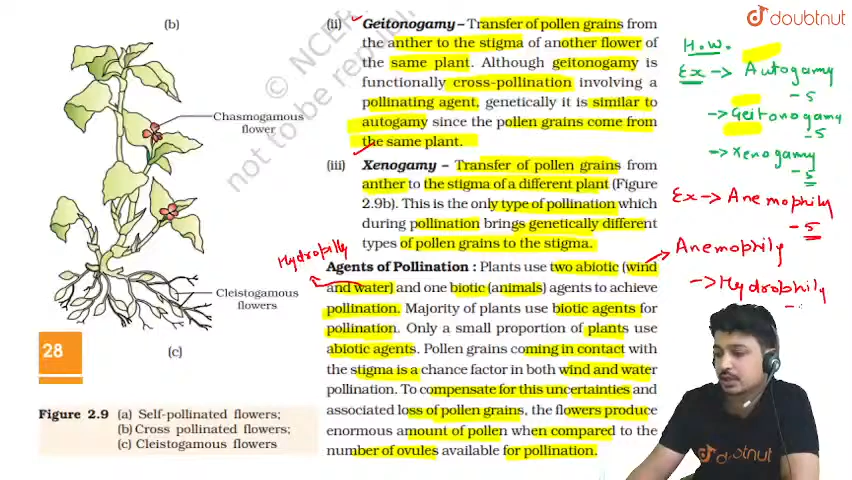 (b)
Chasmogamous
flower
Cleistogamous
flowers
28
(c)
Figure 2.9 (a) Self-pollinated flowers;
(b) Cross pollinated flowers;
(c) Cleistogamous flowers
© NCER
not to be re
(ii) Geitonogamy – Transfer of pollen grains from
the anther to the stigma of another flower of
the same plant. Although geitonogamy is
functionally cross-pollination involving a
pollinating agent, genetically it is similar to
autogamy since the pollen grains come from
the same plant.
(iii) Xenogamy – Transfer of pollen grains from
anther to the stigma of a different plant (Figure
2.9b). This is the only type of pollination which
during pollination brings genetically different
types of pollen grains to the stigma.
Hydrophily
Agents of Pollination : Plants use two abiotic (wind
and water) and one biotic (animals) agents to achieve
pollination. Majority of plants use biotic agents for
pollination. Only a small proportion of plants use
abiotic agents. Pollen grains coming in contact with
the stigma is a chance factor in both wind and water
pollination. To compensate for this uncertainties and
associated loss of pollen grains, the flowers produce
enormous amount of pollen when compared to the
number of ovules available for pollination.
doubtnut
H.W.
Ex → Autogamy
- 5
→ Geitonogamy
- 5
→ Xenogamy
- 5
Ex → Anemophily
- 5
Anemophily
→ Hydrophily
doubtnut